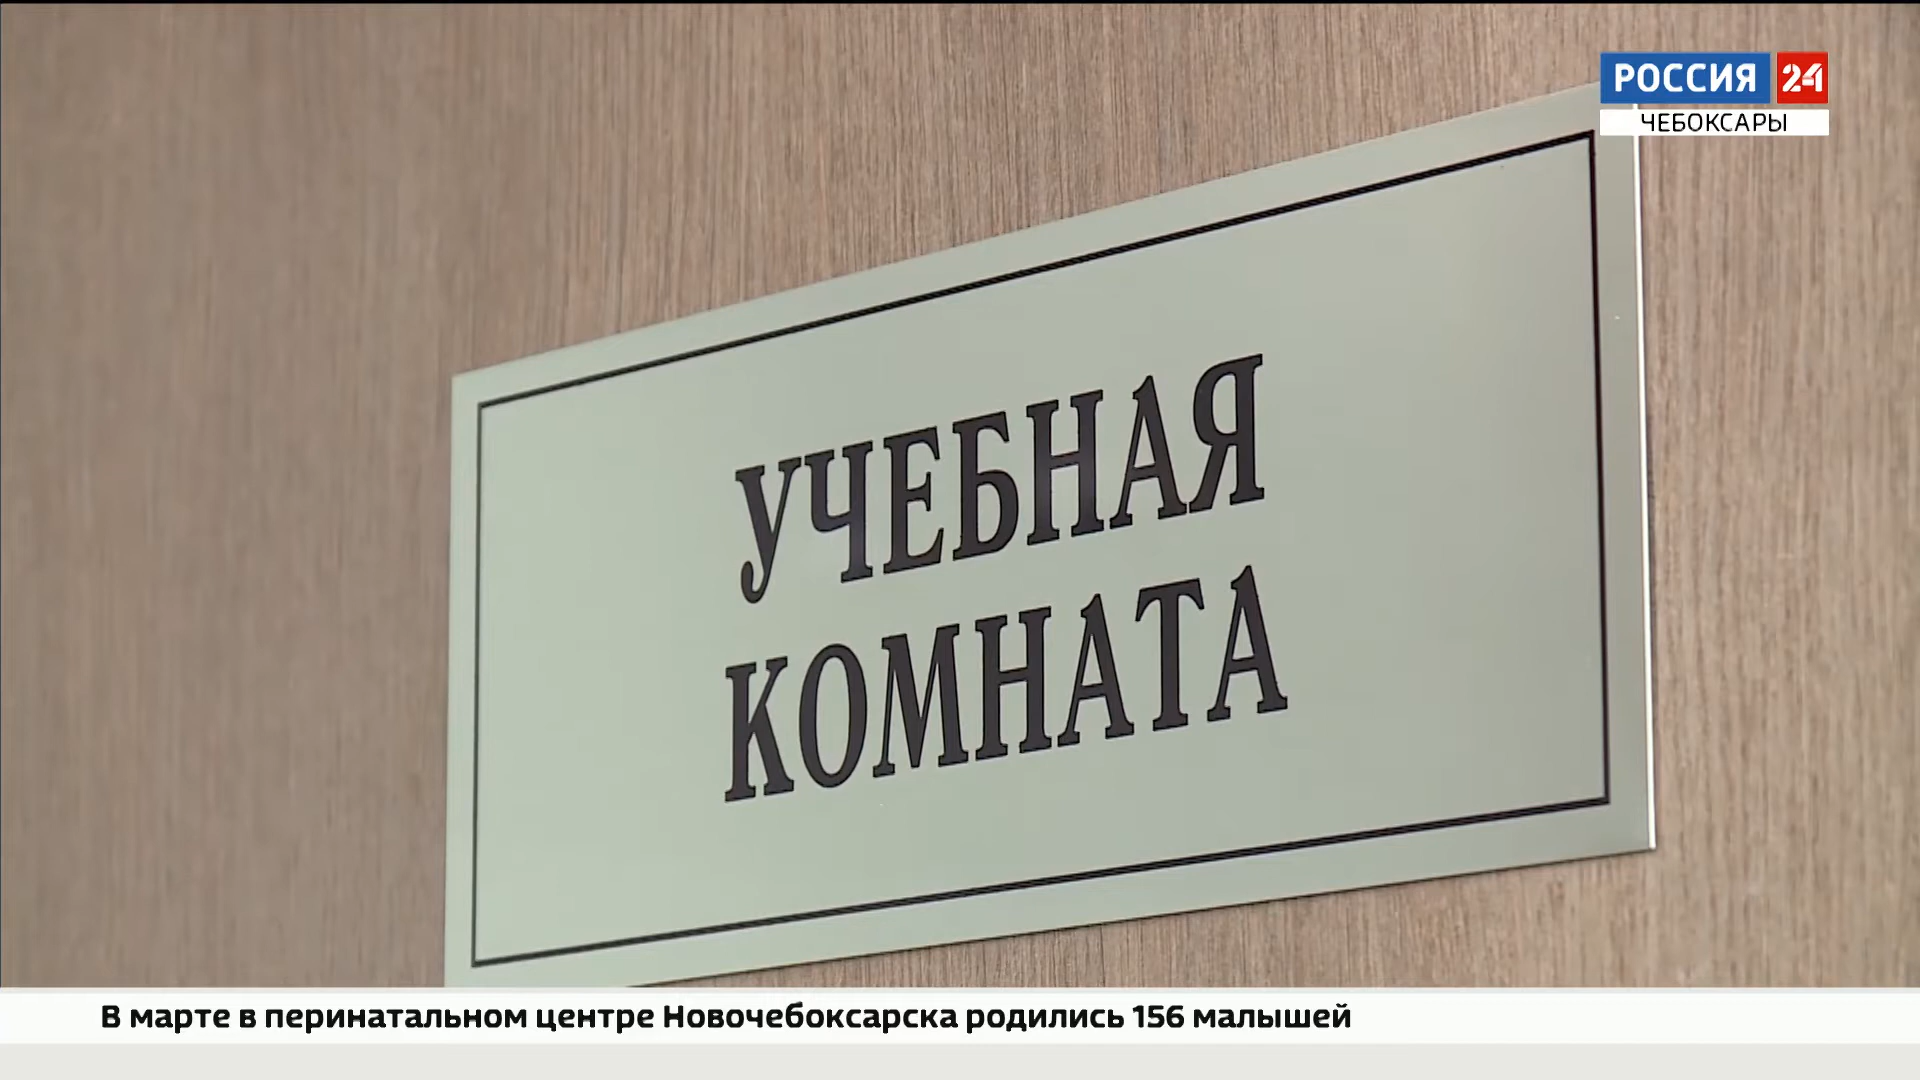 РОССИЯ 24
ЧЕБОКСАРЫ
УЧЕБНАЯ
КОМНАТА
В марте в перинатальном центре Новочебоксарска родились 156 малышей